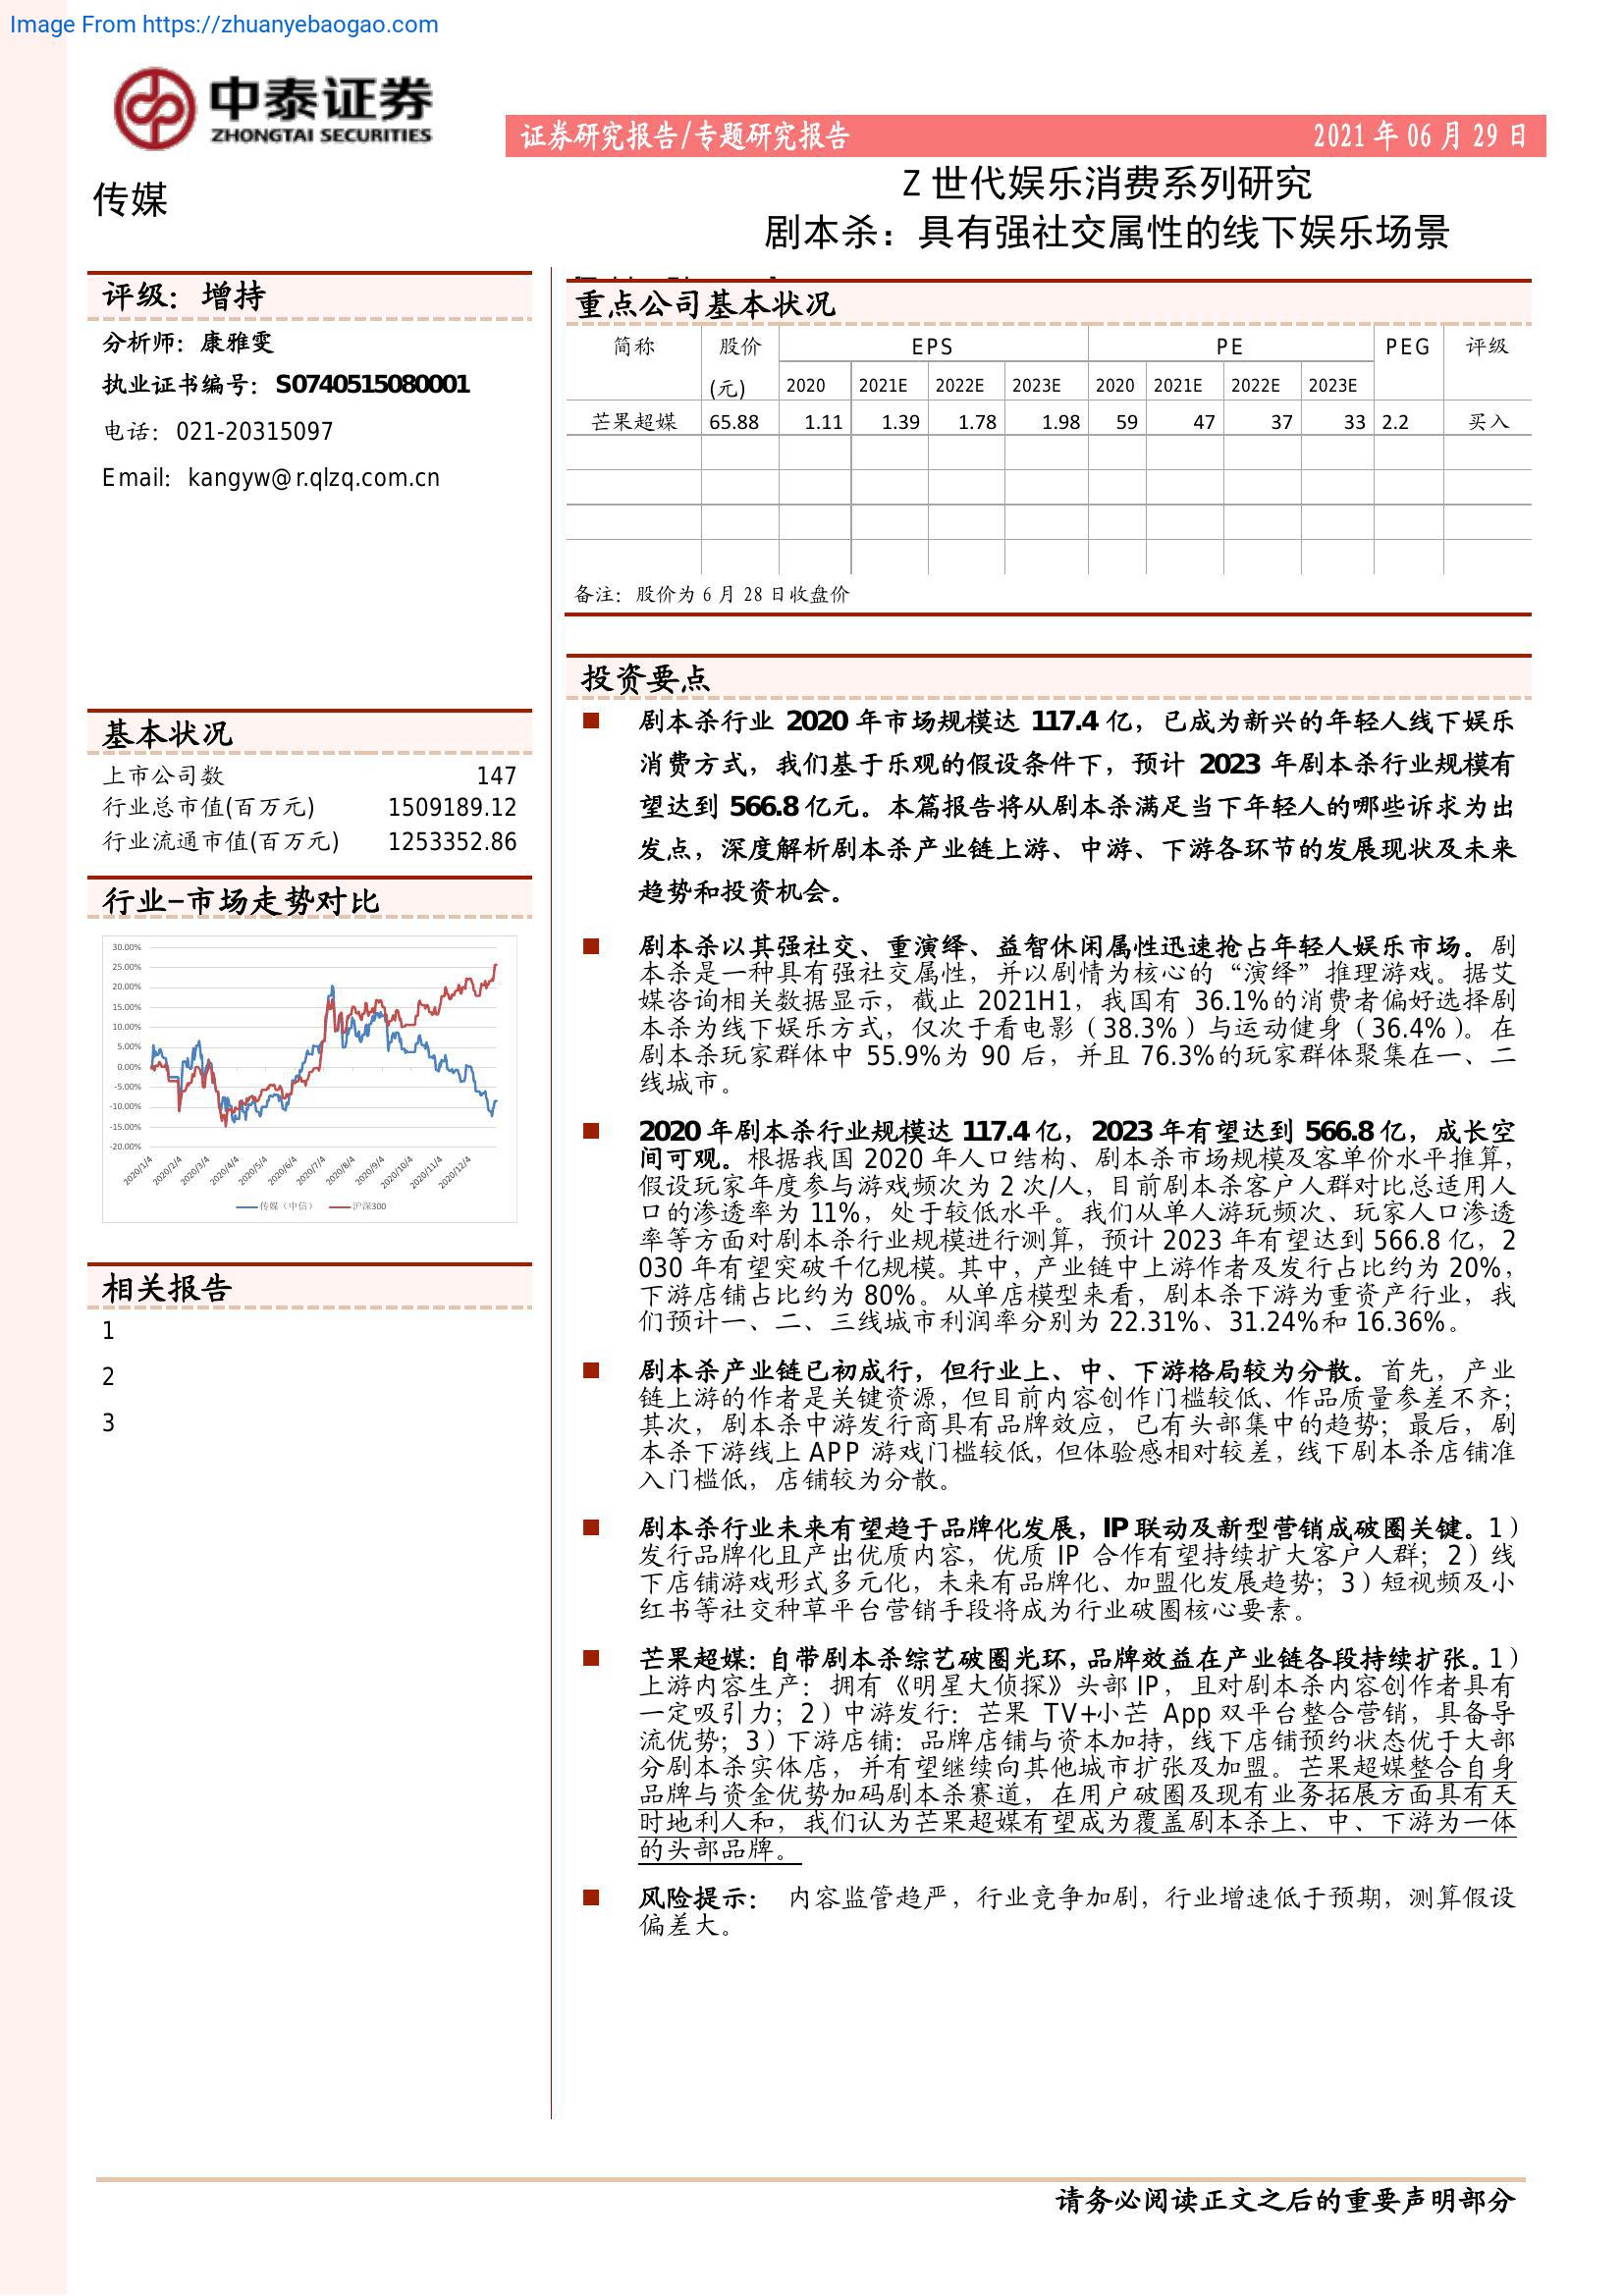 Image From https://zhuanyebaogao.com
中泰证券
ZHONGTAI SECURITIES
证券研究报告/专题研究报告 2021 年 06 月 29 日
传媒
Z 世代娱乐消费系列研究
剧本杀：具有强社交属性的线下娱乐场景
评级：增持
分析师：康雅雯
执业证书编号：S0740515080001
电话：021-20315097
Email：kangyw@r.qlzq.com.cn
基本状况
上市公司数 147
行业总市值(百万元) 1509189.12
行业流通市值(百万元) 1253352.86
行业-市场走势对比
30.00%
25.00%
20.00%
15.00%
10.00%
5.00%
0.00%
-5.00%
-10.00%
-15.00%
-20.00%
2020/1/4 2020/2/4 2020/3/4 2020/4/4 2020/5/4 2020/6/4 2020/7/4 2020/8/4 2020/9/4 2020/10/4 2020/11/4 2020/12/4
传媒（中信） 沪深300
相关报告
1
2
3
重点公司基本状况
简称 股价 EPS PE PEG 评级
(元) 2020 2021E 2022E 2023E 2020 2021E 2022E 2023E
芒果超媒 65.88 1.11 1.39 1.78 1.98 59 47 37 33 2.2 买入
备注：股价为 6 月 28 日收盘价
投资要点
■ 剧本杀行业 2020 年市场规模达 117.4 亿，已成为新兴的年轻人线下娱乐
消费方式，我们基于乐观的假设条件下，预计 2023 年剧本杀行业规模有
望达到 566.8 亿元。本篇报告将从剧本杀满足当下年轻人的哪些诉求为出
发点，深度解析剧本杀产业链上游、中游、下游各环节的发展现状及未来
趋势和投资机会。
■ 剧本杀以其强社交、重演绎、益智休闲属性迅速抢占年轻人娱乐市场。剧
本杀是一种具有强社交属性，并以剧情为核心的“演绎”推理游戏。据艾
媒咨询相关数据显示，截止 2021H1，我国有 36.1%的消费者偏好选择剧
本杀为线下娱乐方式，仅次于看电影（38.3%）与运动健身（36.4%）。在
剧本杀玩家群体中 55.9%为 90 后，并且 76.3%的玩家群体聚集在一、二
线城市。
■ 2020 年剧本杀行业规模达 117.4 亿，2023 年有望达到 566.8 亿，成长空
间可观。根据我国 2020 年人口结构、剧本杀市场规模及客单价水平推算，
假设玩家年度参与游戏频次为 2 次/人，目前剧本杀客户人群对比总适用人
口的渗透率为 11%，处于较低水平。我们从单人游玩频次、玩家人口渗透
率等方面对剧本杀行业规模进行测算，预计 2023 年有望达到 566.8 亿，2
030 年有望突破千亿规模。其中，产业链中上游作者及发行占比约为 20%，
下游店铺占比约为 80%。从单店模型来看，剧本杀下游为重资产行业，我
们预计一、二、三线城市利润率分别为 22.31%、31.24%和 16.36%。
■ 剧本杀产业链已初成行，但行业上、中、下游格局较为分散。首先，产业
链上游的作者是关键资源，但目前内容创作门槛较低、作品质量参差不齐；
其次，剧本杀中游发行商具有品牌效应，已有头部集中的趋势；最后，剧
本杀下游线上 APP 游戏门槛较低，但体验感相对较差，线下剧本杀店铺准
入门槛低，店铺较为分散。
■ 剧本杀行业未来有望趋于品牌化发展，IP 联动及新型营销成破圈关键。1）
发行品牌化且产出优质内容，优质 IP 合作有望持续扩大客户人群；2）线
下店铺游戏形式多元化，未来有品牌化、加盟化发展趋势；3）短视频及小
红书等社交种草平台营销手段将成为行业破圈核心要素。
■ 芒果超媒：自带剧本杀综艺破圈光环，品牌效益在产业链各段持续扩张。1）
上游内容生产：拥有《明星大侦探》头部 IP，且对剧本杀内容创作者具有
一定吸引力；2）中游发行：芒果 TV+小芒 App 双平台整合营销，具备导
流优势；3）下游店铺：品牌店铺与资本加持，线下店铺预约状态优于大部
分剧本杀实体店，并有望继续向其他城市扩张及加盟。芒果超媒整合自身
品牌与资金优势加码剧本杀赛道，在用户破圈及现有业务拓展方面具有天
时地利人和，我们认为芒果超媒有望成为覆盖剧本杀上、中、下游为一体
的头部品牌。
■ 风险提示： 内容监管趋严，行业竞争加剧，行业增速低于预期，测算假设
偏差大。
请务必阅读正文之后的重要声明部分